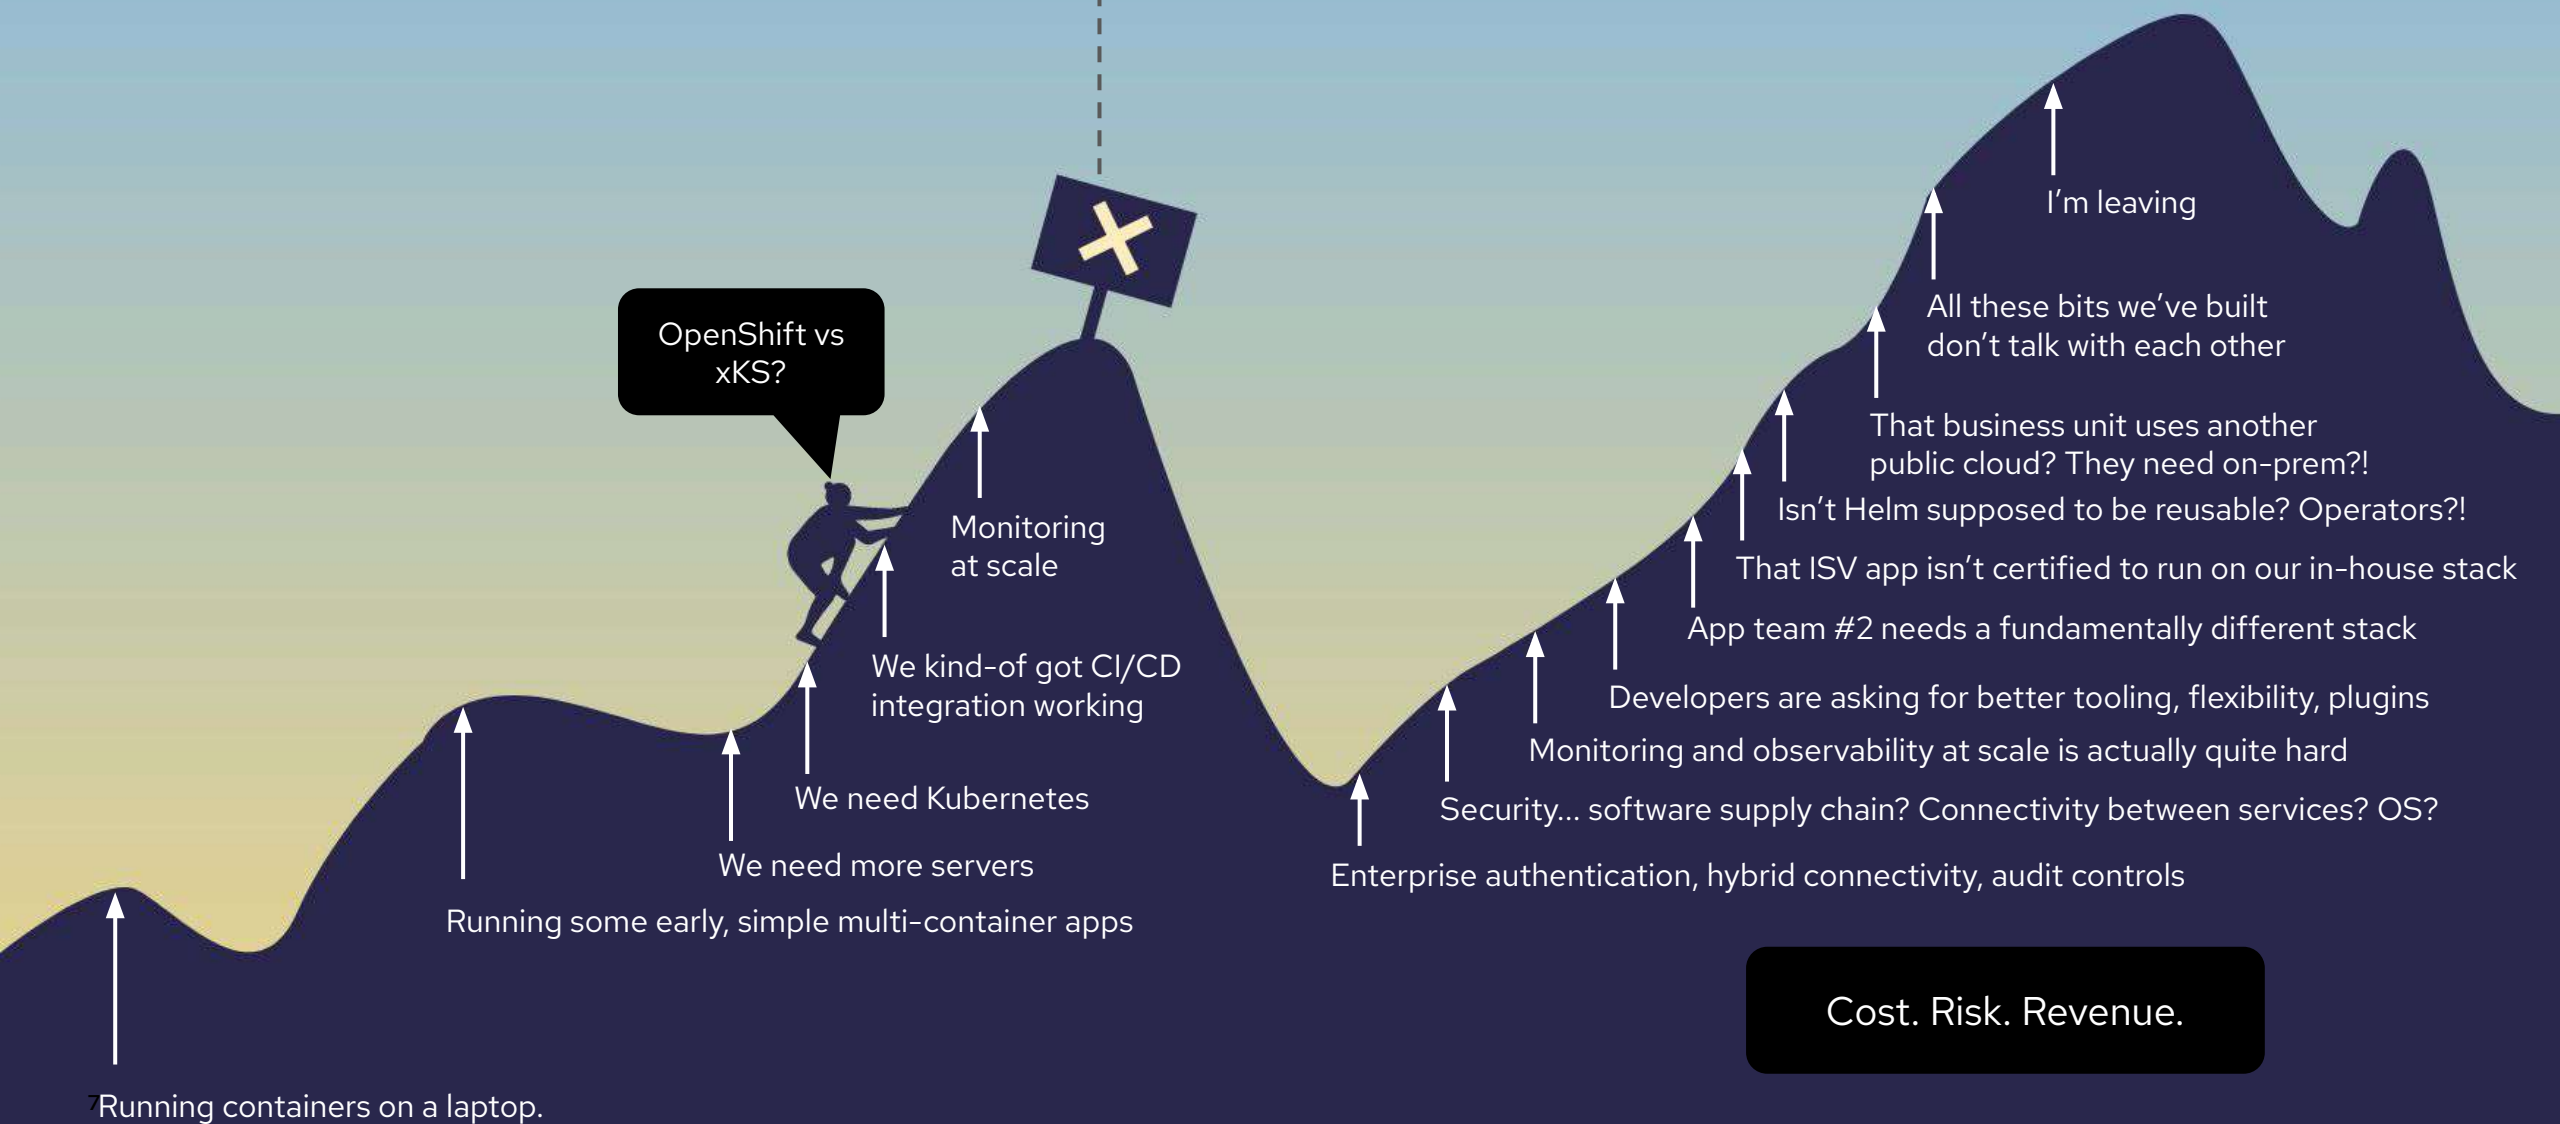 OpenShift vs
xKS?
Running containers on a laptop.
Running some early, simple multi-container apps
We need more servers
We need Kubernetes
We kind-of got CI/CD
integration working
Monitoring
at scale
Enterprise authentication, hybrid connectivity, audit controls
Security... software supply chain? Connectivity between services? OS?
Monitoring and observability at scale is actually quite hard
Developers are asking for better tooling, flexibility, plugins
App team #2 needs a fundamentally different stack
That ISV app isn’t certified to run on our in-house stack
Isn’t Helm supposed to be reusable? Operators?!
That business unit uses another
public cloud? They need on-prem?!
All these bits we’ve built
don’t talk with each other
I’m leaving
Cost. Risk. Revenue.
7